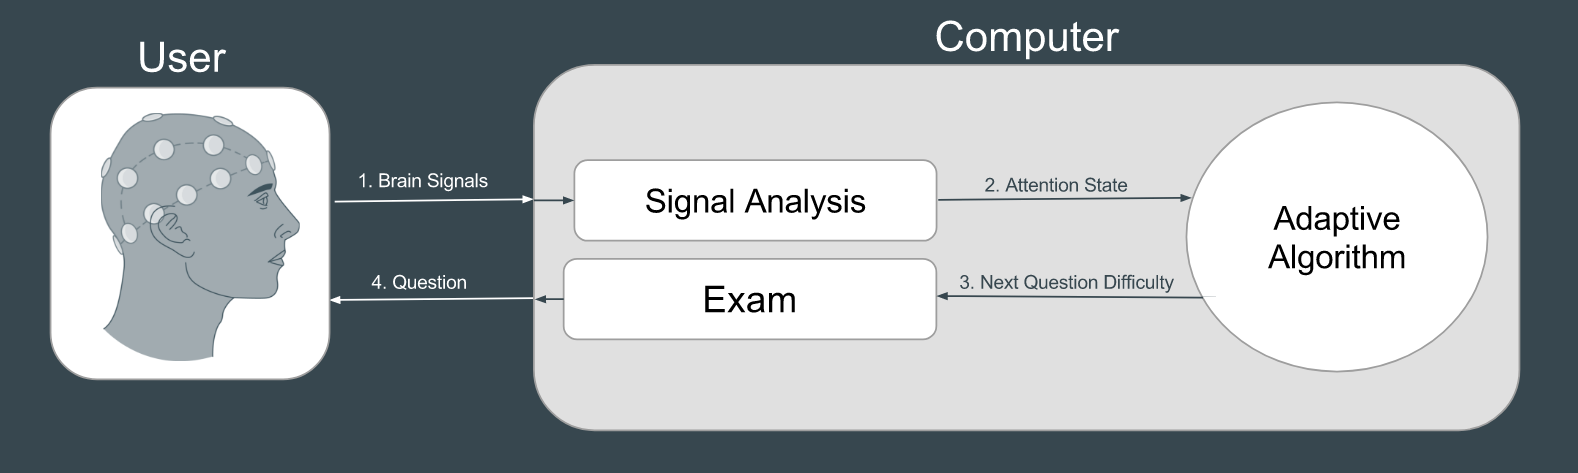 User
Computer
1. Brain Signals
Signal Analysis
2. Attention State
Adaptive
Algorithm
3. Next Question Difficulty
Exam
4. Question